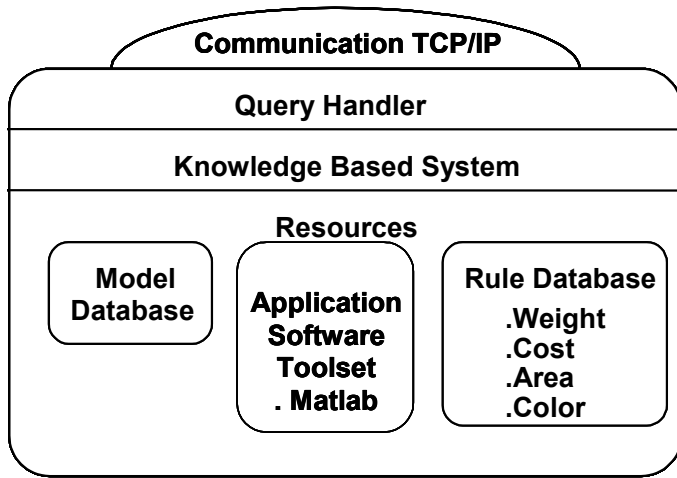 Communication TCP/IP
Query Handler
Knowledge Based System
Resources
Model
Database
Application
Software
Toolset
. Matlab
Rule Database
.Weight
.Cost
.Area
.Color